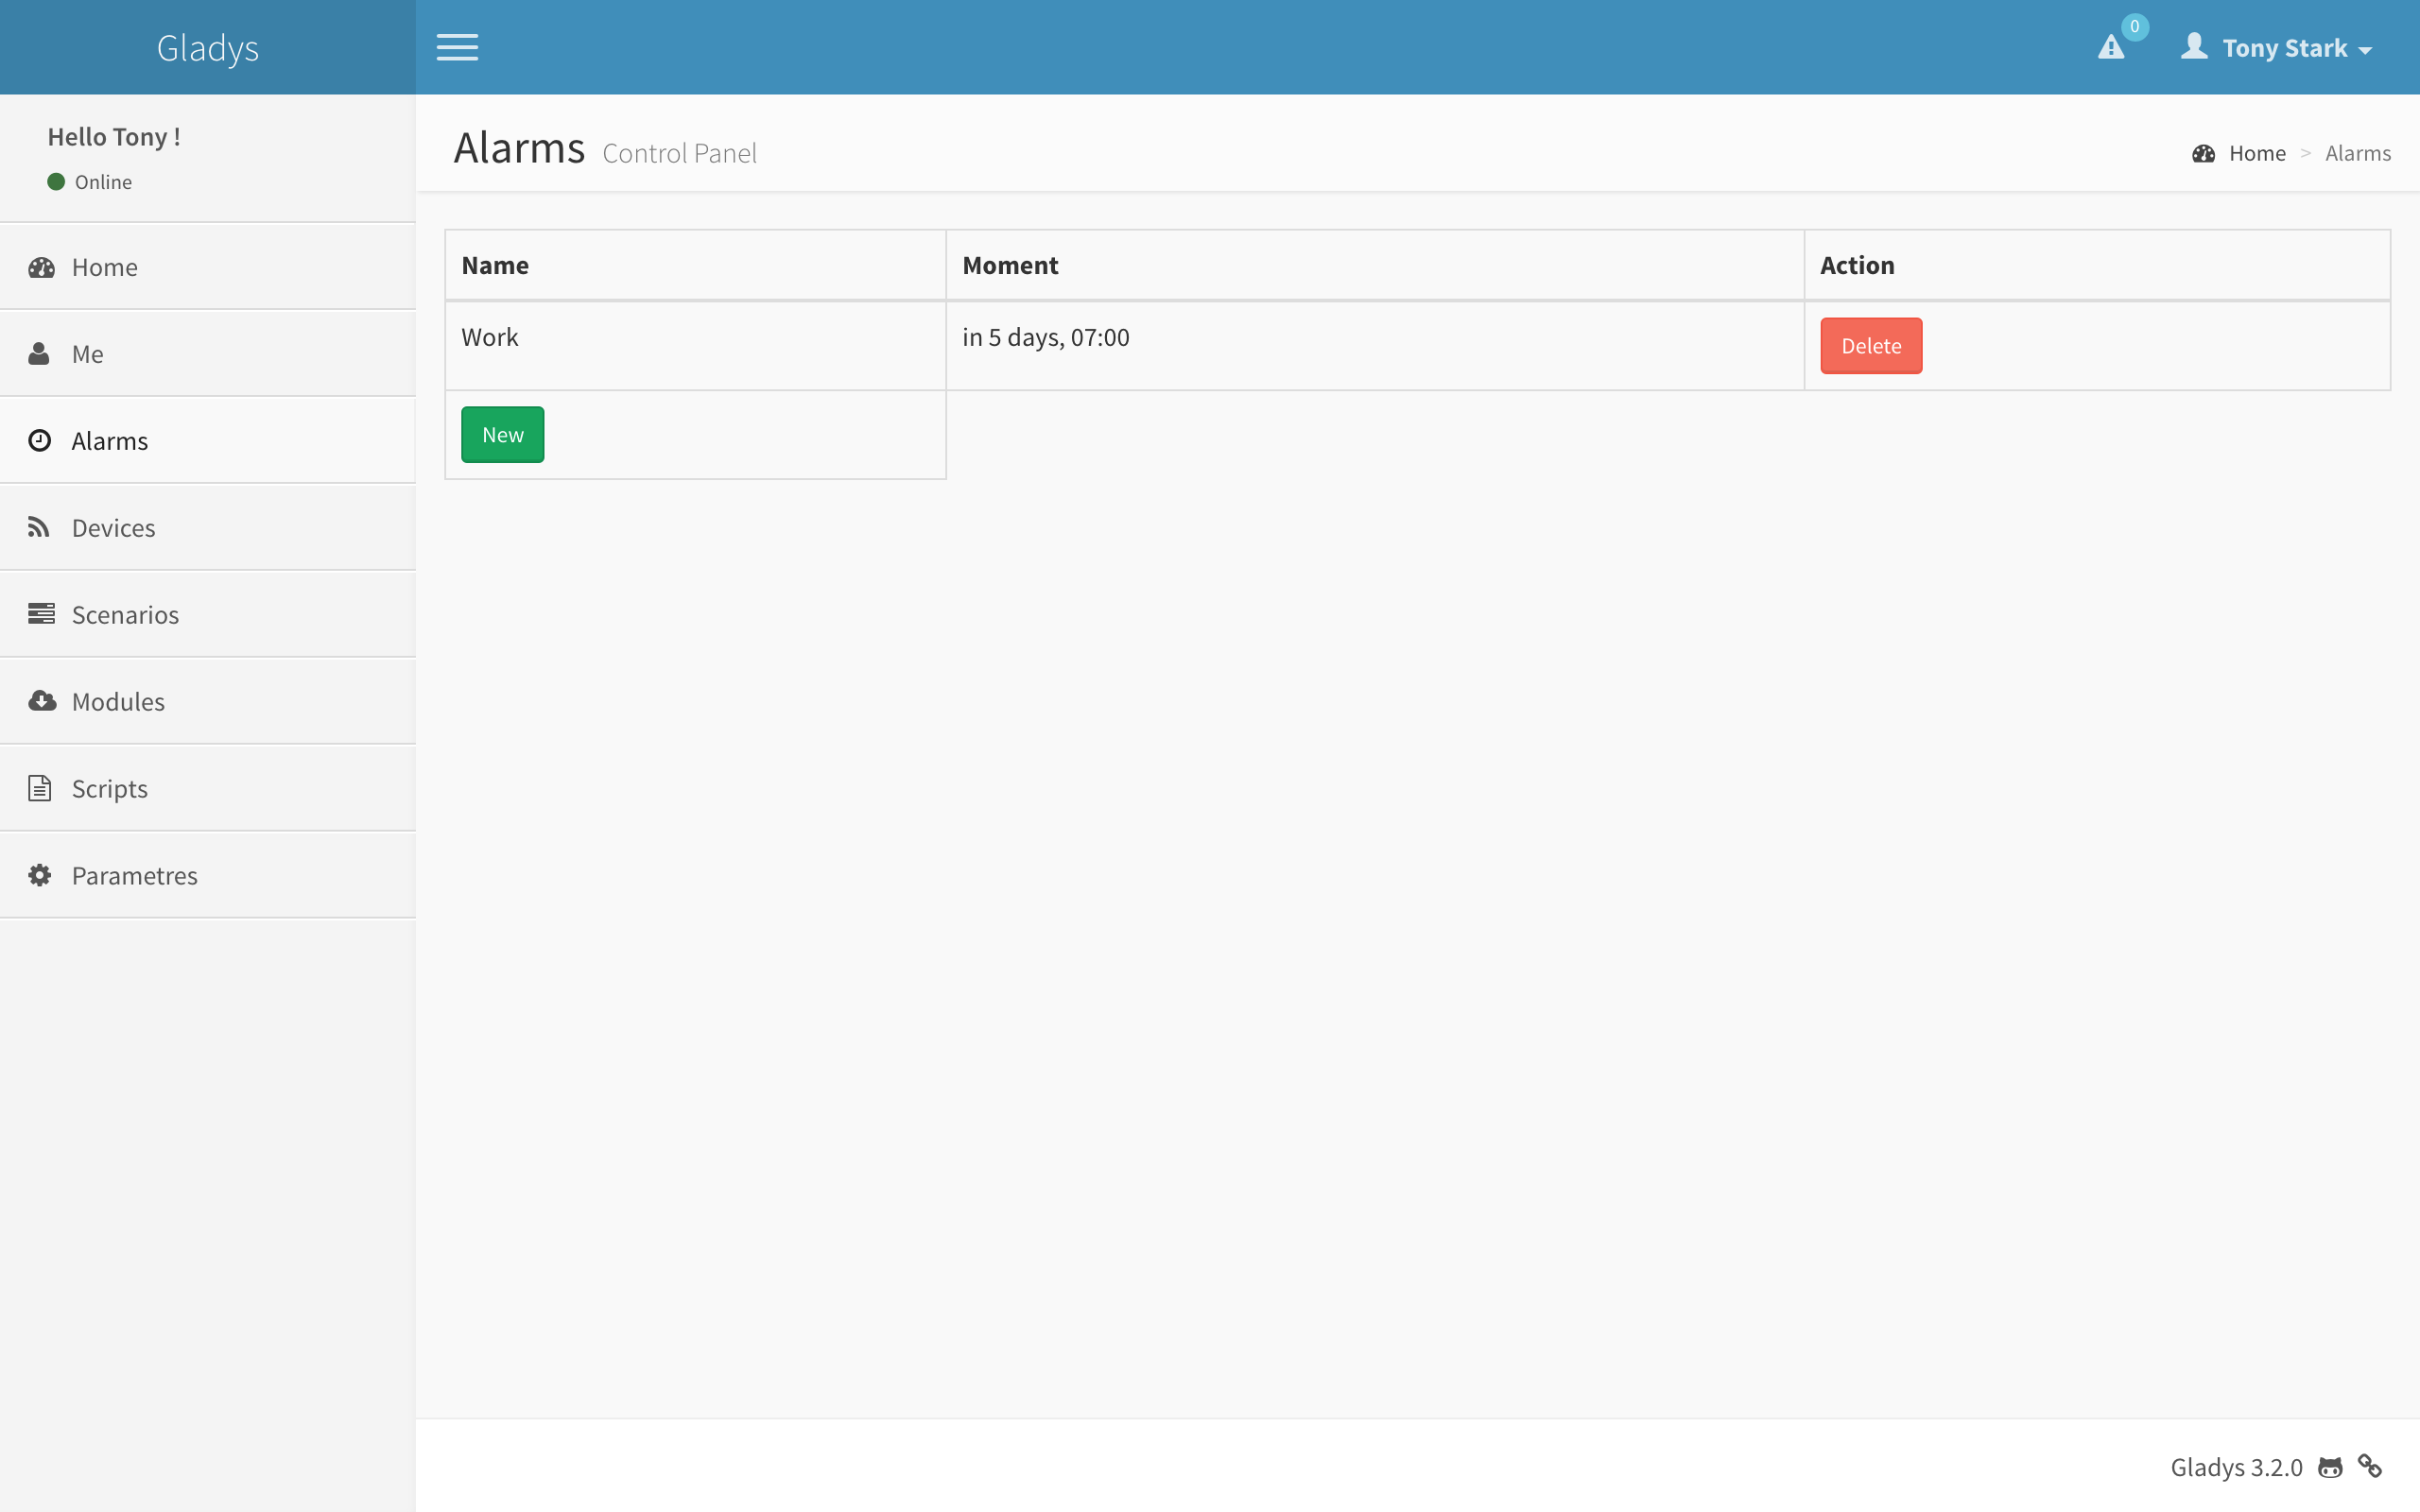 Gladys
0
Tony Stark
Hello Tony !
Online
Home
Me
Alarms
Devices
Scenarios
Modules
Scripts
Parametres
Alarms Control Panel
Home > Alarms
Name Moment Action
Work in 5 days, 07:00 Delete
New
Gladys 3.2.0